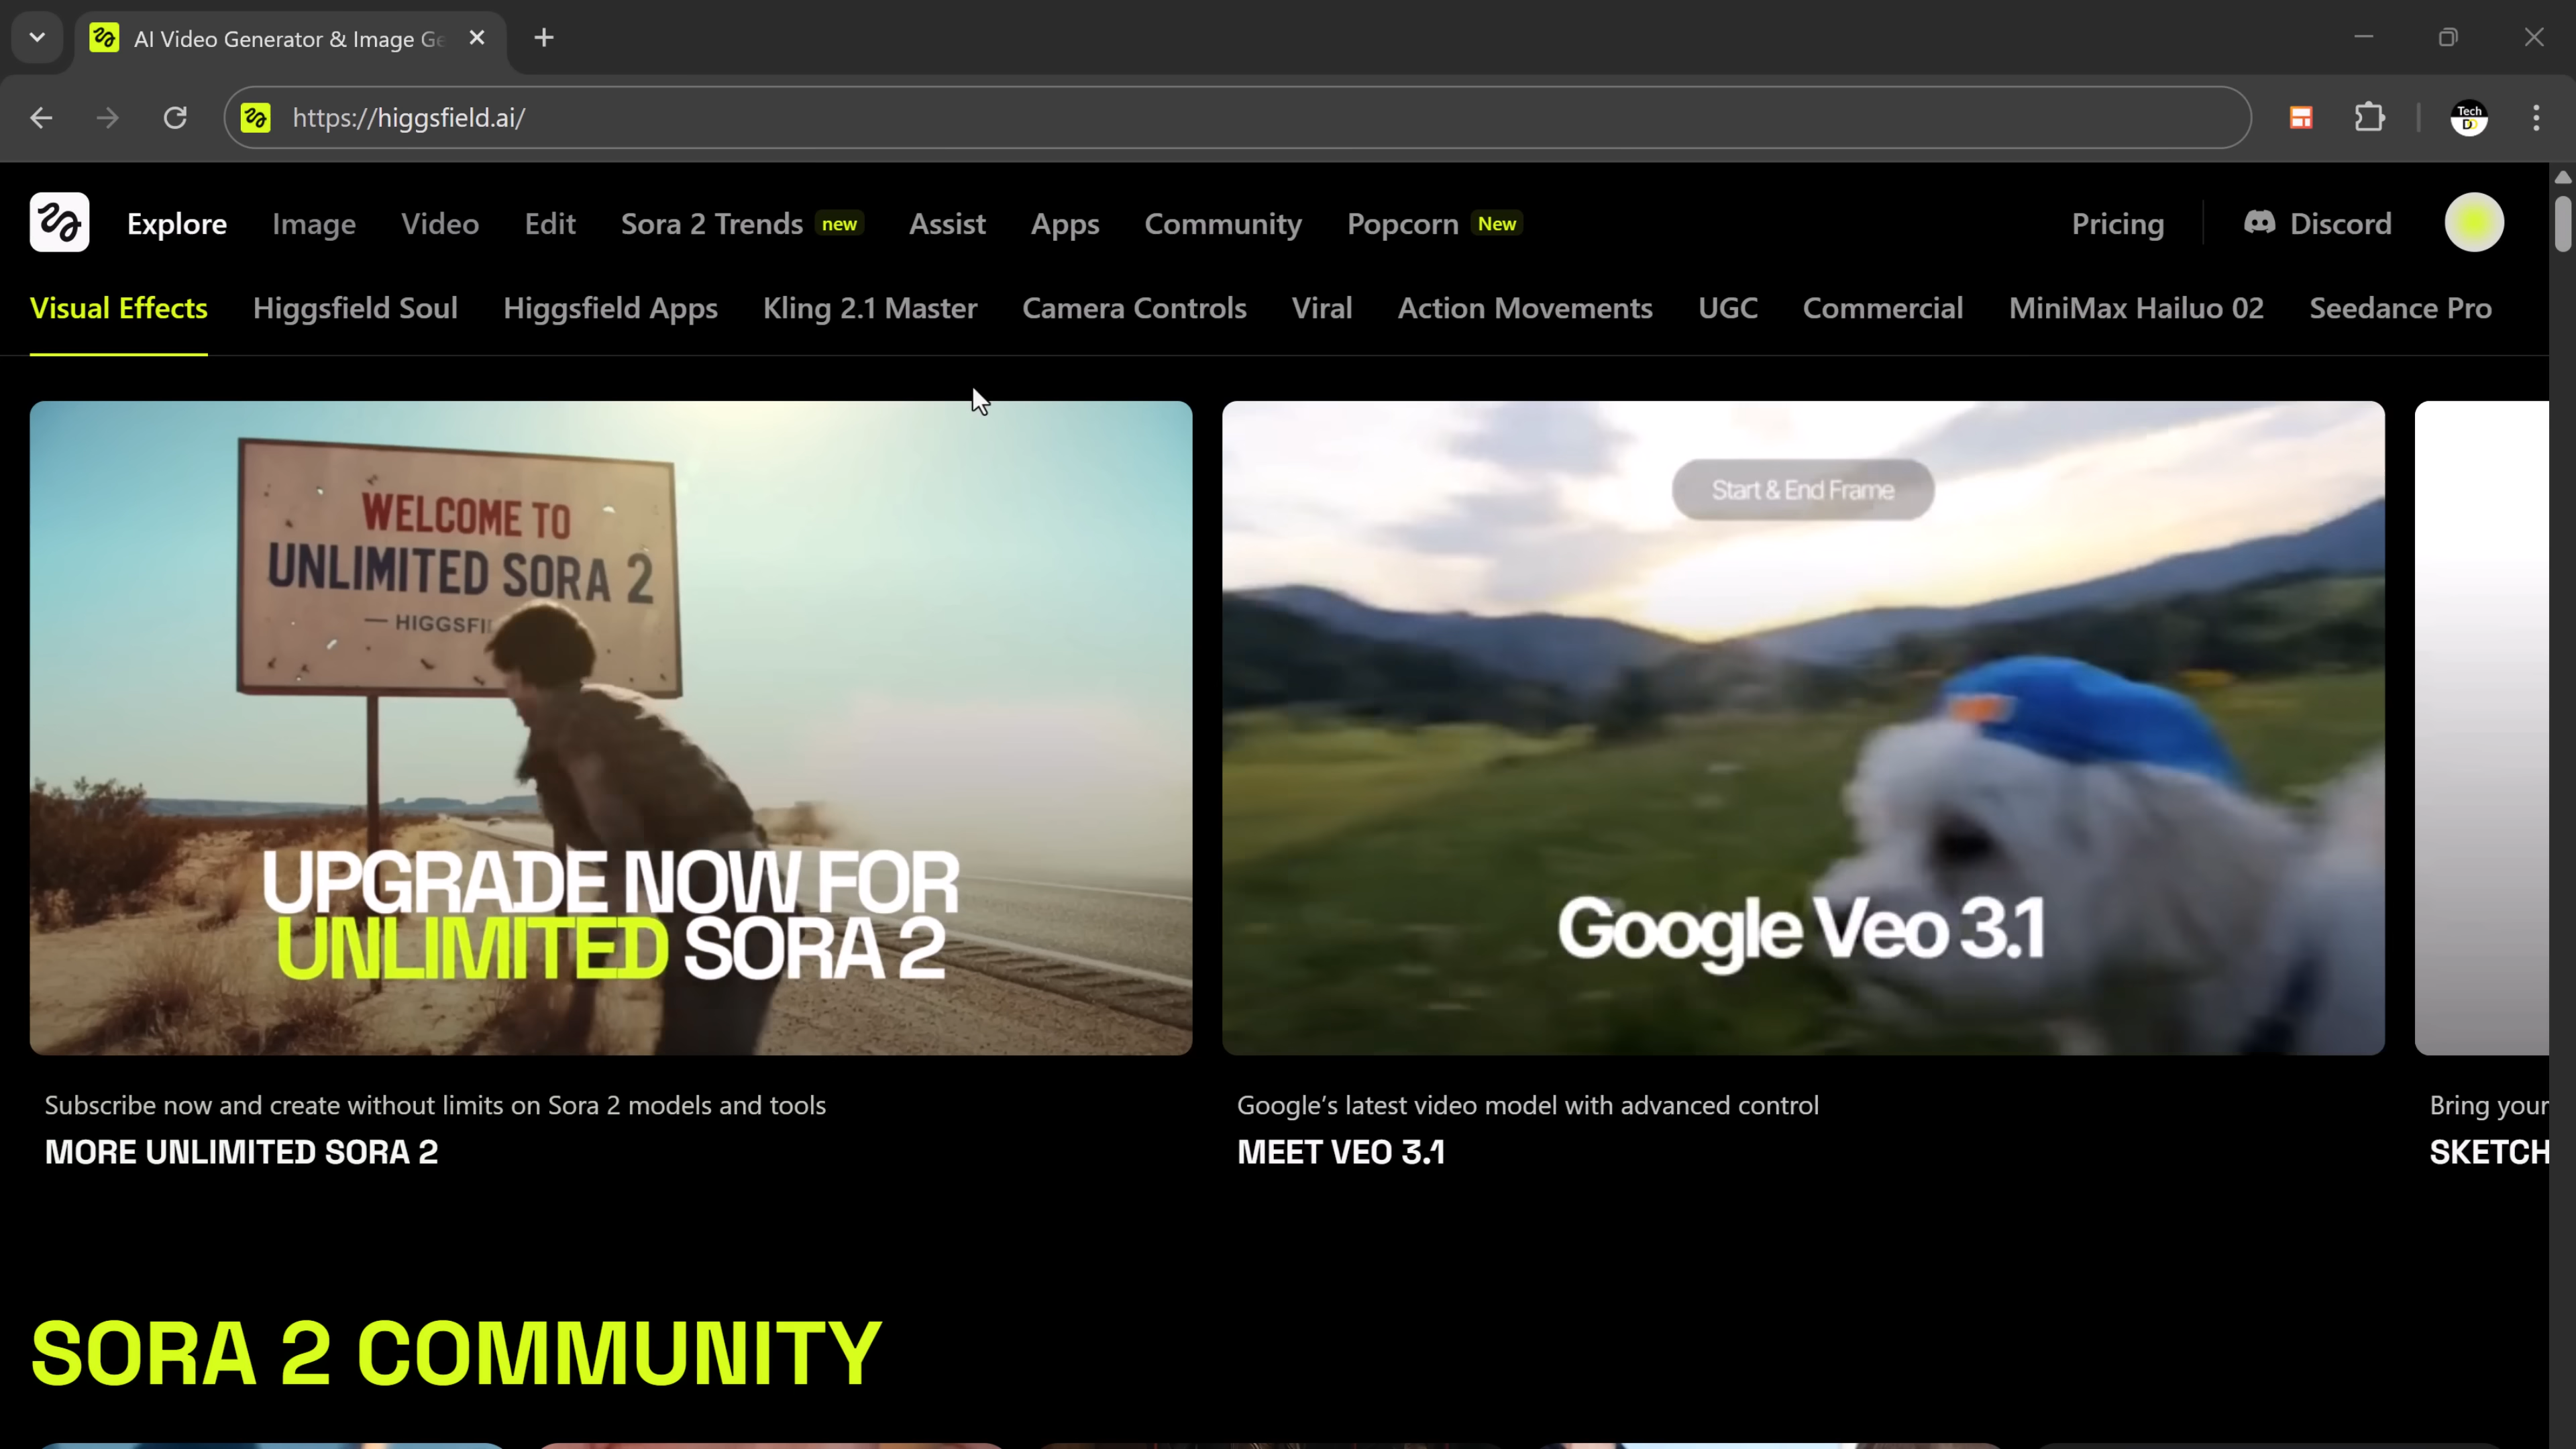 AI Video Generator & Image Ge
https://higgsfield.ai/
Tech
Explore Image Video Edit Sora 2 Trends new Assist Apps Community Popcorn New Pricing Discord
Visual Effects Higgsfield Soul Higgsfield Apps Kling 2.1 Master Camera Controls Viral Action Movements UGC Commercial MiniMax Hailuo 02 Seedance Pro
WELCOME TO
UNLIMITED SORA 2
— HIGGSFI
UPGRADE NOW FOR
UNLIMITED SORA 2
Start & End Frame
Google Veo 3.1
Subscribe now and create without limits on Sora 2 models and tools
MORE UNLIMITED SORA 2
Google's latest video model with advanced control
MEET VEO 3.1
Bring your
SKETCH
SORA 2 COMMUNITY